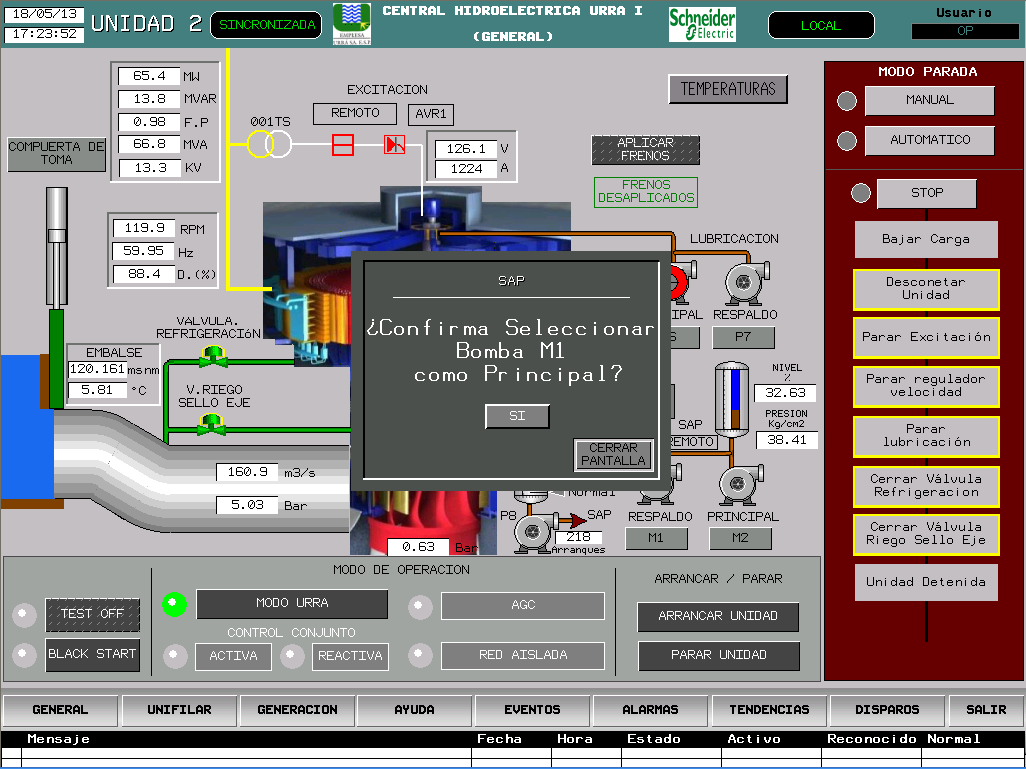 18/05/13
17:23:52
UNIDAD 2
SINCRONIZADA
EMPRESA
URRÁ S.A. E.S.P
CENTRAL HIDROELECTRICA URRA I
(GENERAL)
Schneider
Electric
LOCAL
Usuario
OP
65.4 MW
13.8 MVAR
0.98 F.P
66.8 MVA
13.3 KV
COMPUERTA DE
TOMA
001TS
EXCITACION
REMOTO
AVR1
126.1 V
1224 A
TEMPERATURAS
APLICAR
FRENOS
FRENOS
DESAPLICADOS
119.9 RPM
59.95 Hz
88.4 D.(%)
VALVULA.
REFRIGERACIóN
EMBALSE
120.161 msnm
5.81 °C
V.RIEGO
SELLO EJE
160.9 m3/s
5.03 Bar
0.63 Bar
LUBRICACION
IPAL
RESPALDO
6
P7
SAP
¿Confirma Seleccionar
Bomba M1
como Principal?
SI
CERRAR
PANTALLA
SAP
REMOTO
NIVEL
%
32.63
PRESION
Kg/cm2
38.41
Normal
P8
SAP
218
Arranques
RESPALDO
M1
PRINCIPAL
M2
MODO PARADA
MANUAL
AUTOMATICO
STOP
Bajar Carga
Desconetar
Unidad
Parar Excitación
Parar regulador
velocidad
Parar
lubricación
Cerrar Válvula
Refrigeracion
Cerrar Válvula
Riego Sello Eje
Unidad Detenida
MODO DE OPERACION
TEST OFF
BLACK START
MODO URRA
CONTROL CONJUNTO
ACTIVA
REACTIVA
AGC
RED AISLADA
ARRANCAR / PARAR
ARRANCAR UNIDAD
PARAR UNIDAD
GENERAL
UNIFILAR
GENERACION
AYUDA
EVENTOS
ALARMAS
TENDENCIAS
DISPAROS
SALIR
Mensaje Fecha Hora Estado Activo Reconocido Normal